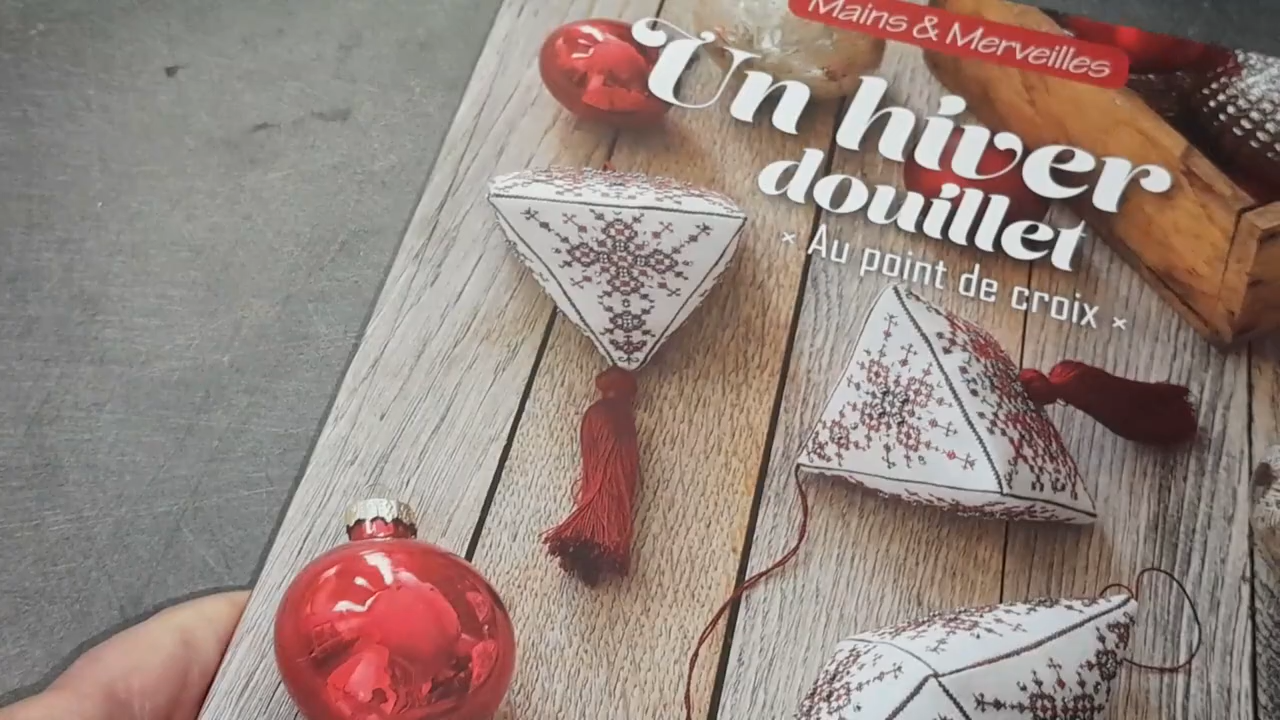 Mains & Merveilles
Un hiver
douillet
× Au point de croix ×